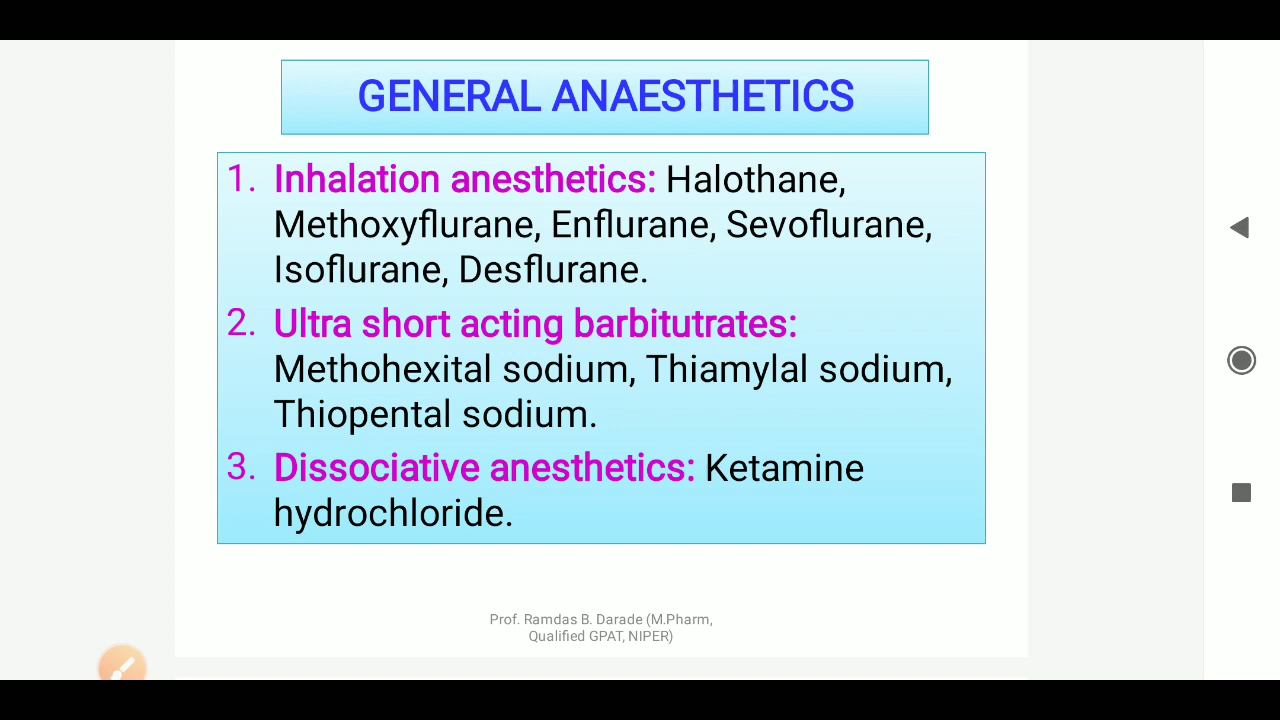 GENERAL ANAESTHETICS
1. Inhalation anesthetics: Halothane,
Methoxyflurane, Enflurane, Sevoflurane,
Isoflurane, Desflurane.
2. Ultra short acting barbitutrates:
Methohexital sodium, Thiamylal sodium,
Thiopental sodium.
3. Dissociative anesthetics: Ketamine
hydrochloride.
Prof. Ramdas B. Darade (M.Pharm,
Qualified GPAT, NIPER)